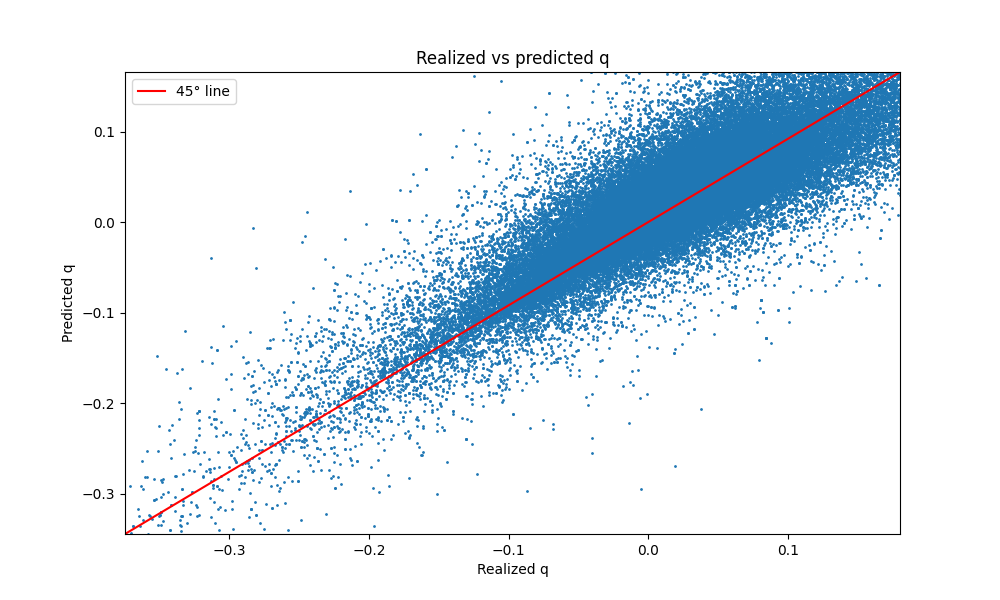 Realized vs predicted q
45° line
0.1
0.0
−0.1
−0.2
−0.3
Predicted q
−0.3 −0.2 −0.1 0.0 0.1
Realized q